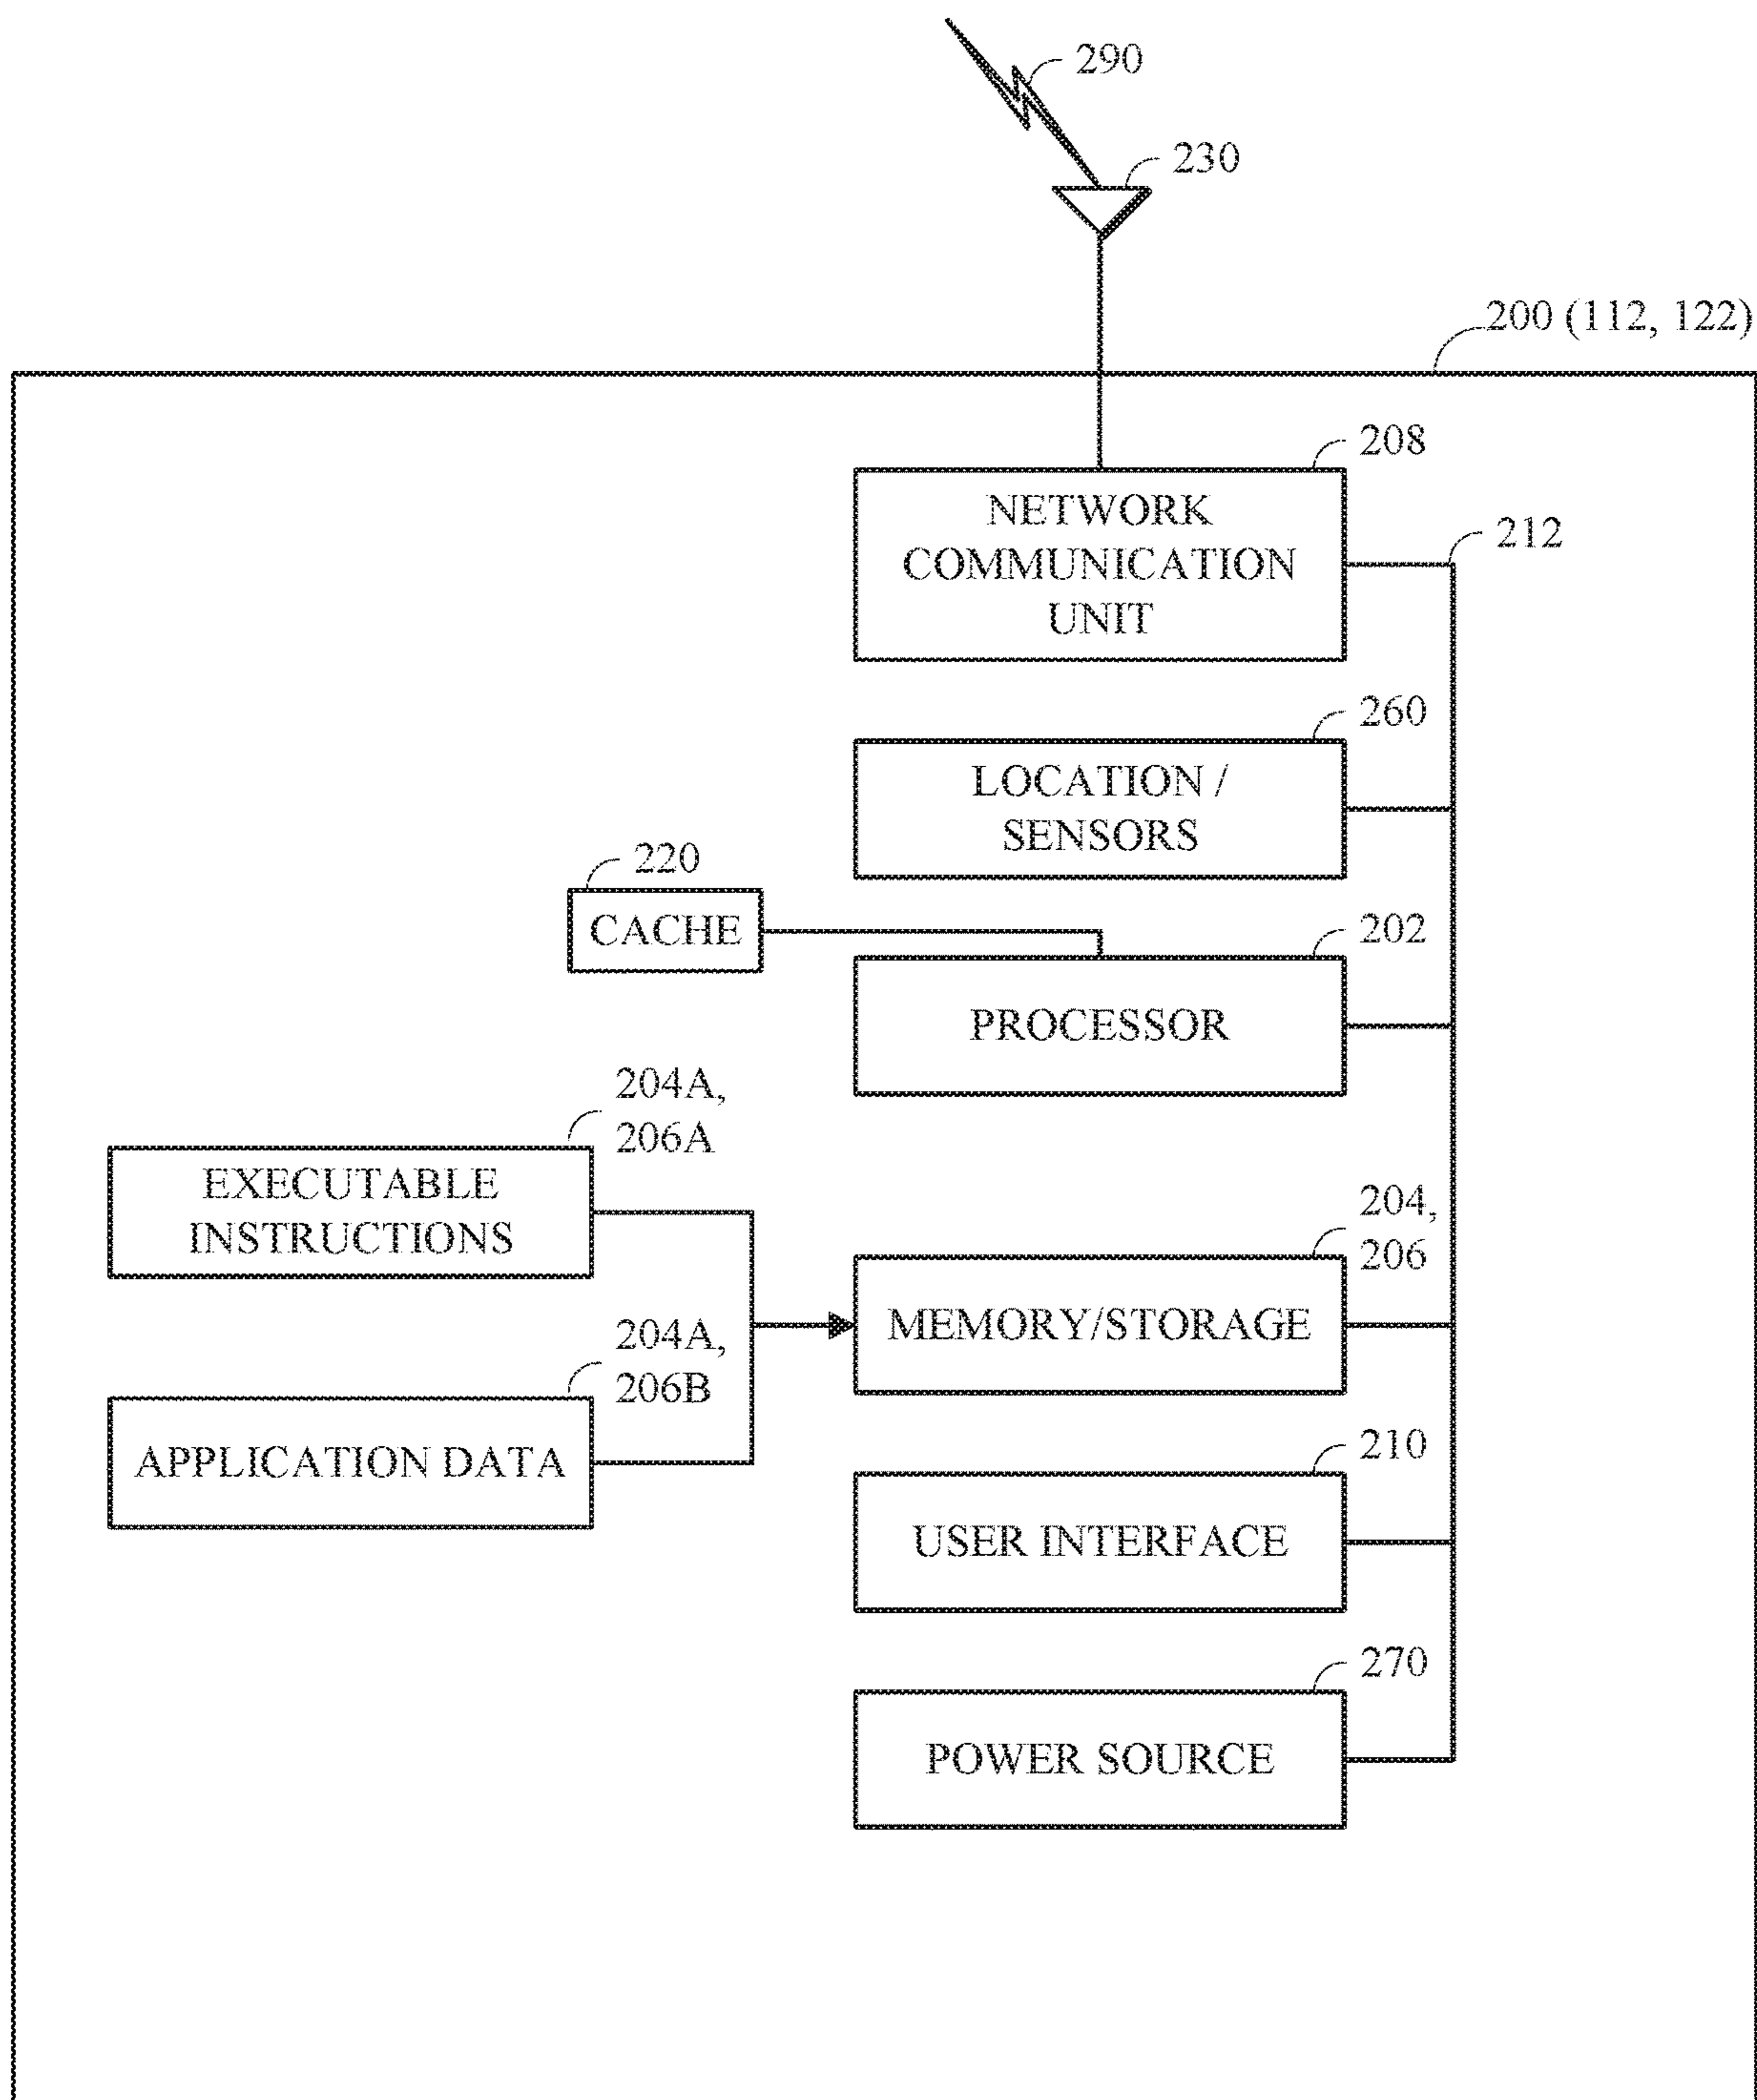 290
230
200 (112, 122)
208
NETWORK
COMMUNICATION
UNIT
212
260
LOCATION /
SENSORS
220
CACHE
202
PROCESSOR
204A,
206A
EXECUTABLE
INSTRUCTIONS
204,
206
MEMORY/STORAGE
204A,
206B
APPLICATION DATA
210
USER INTERFACE
270
POWER SOURCE